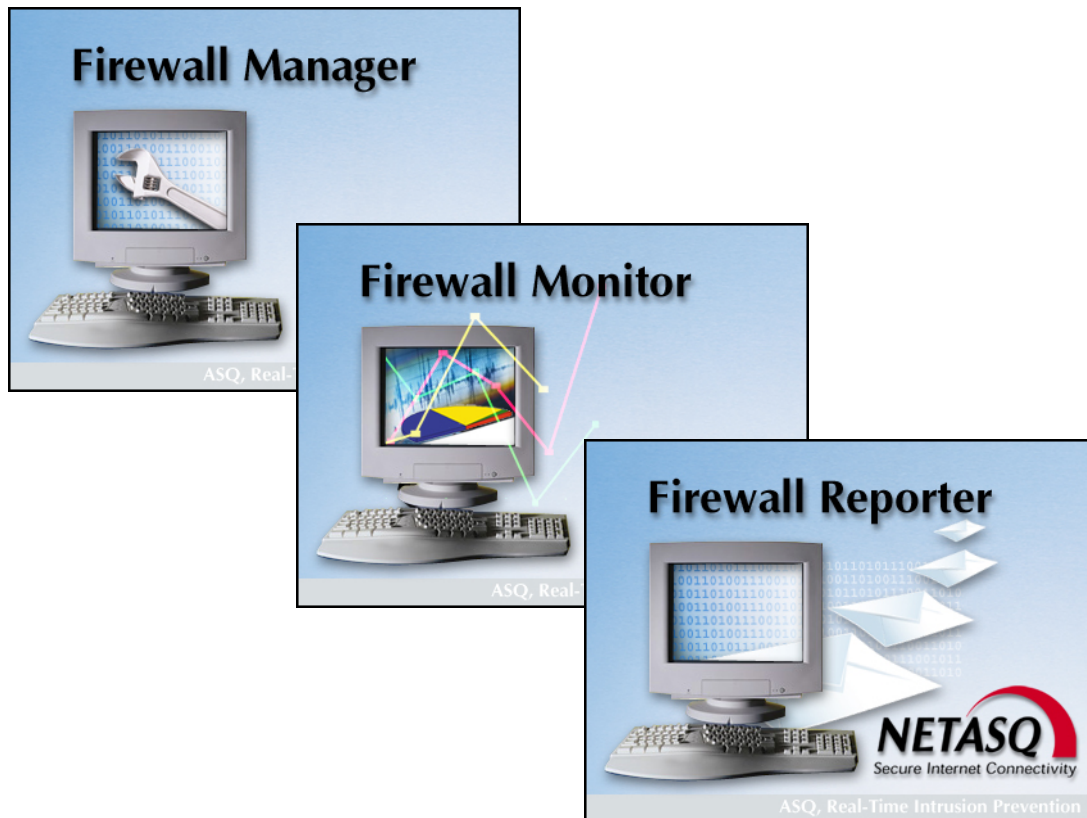 Firewall Manager
ASQ, Real-
Firewall Monitor
ASQ, Real-
Firewall Reporter
NETASQ
Secure Internet Connectivity
ASQ, Real-Time Intrusion Prevention